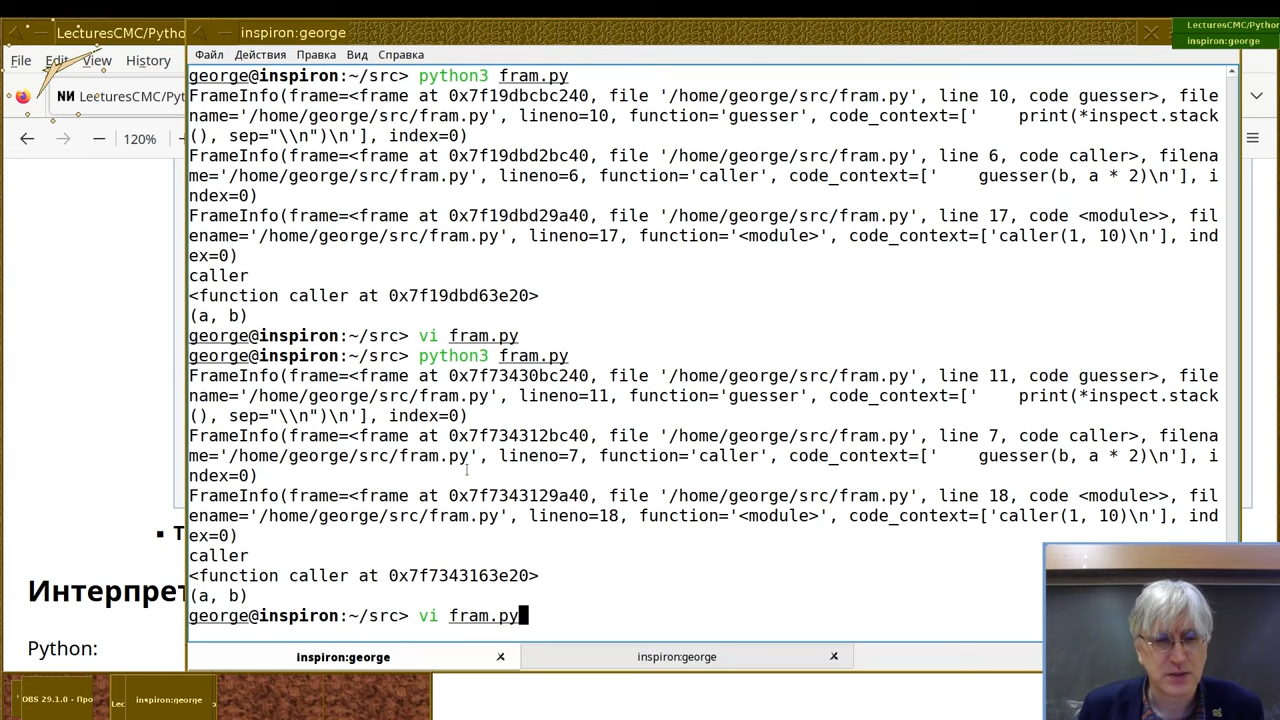 LecturesCMC/Pytho
inspiron:george
LecturesCMC/Python
inspiron:george
File Edit View History
Файл Действия Правка Вид Справка
LecturesCMC/Pyt
120%
george@inspiron:~/src> python3 fram.py
FrameInfo(frame=<frame at 0x7f19dbcbc240, file '/home/george/src/fram.py', line 10, code guesser>, file
name='/home/george/src/fram.py', lineno=10, function='guesser', code_context=['    print(*inspect.stack
(), sep="\\n")\n'], index=0)
FrameInfo(frame=<frame at 0x7f19dbd2bc40, file '/home/george/src/fram.py', line 6, code caller>, filena
me='/home/george/src/fram.py', lineno=6, function='caller', code_context=['    guesser(b, a * 2)\n'], i
ndex=0)
FrameInfo(frame=<frame at 0x7f19dbd29a40, file '/home/george/src/fram.py', line 17, code <module>>, fil
ename='/home/george/src/fram.py', lineno=17, function='<module>', code_context=['caller(1, 10)\n'], ind
ex=0)
caller
<function caller at 0x7f19dbd63e20>
(a, b)
george@inspiron:~/src> vi fram.py
george@inspiron:~/src> python3 fram.py
FrameInfo(frame=<frame at 0x7f73430bc240, file '/home/george/src/fram.py', line 11, code guesser>, file
name='/home/george/src/fram.py', lineno=11, function='guesser', code_context=['    print(*inspect.stack
(), sep="\\n")\n'], index=0)
FrameInfo(frame=<frame at 0x7f734312bc40, file '/home/george/src/fram.py', line 7, code caller>, filena
me='/home/george/src/fram.py', lineno=7, function='caller', code_context=['    guesser(b, a * 2)\n'], i
ndex=0)
FrameInfo(frame=<frame at 0x7f7343129a40, file '/home/george/src/fram.py', line 18, code <module>>, fil
ename='/home/george/src/fram.py', lineno=18, function='<module>', code_context=['caller(1, 10)\n'], ind
ex=0)
caller
<function caller at 0x7f7343163e20>
(a, b)
george@inspiron:~/src> vi fram.py
Интерпрет
Python:
inspiron:george
inspiron:george
DBS 29.1.0 - Про
Lec
inspiron:george